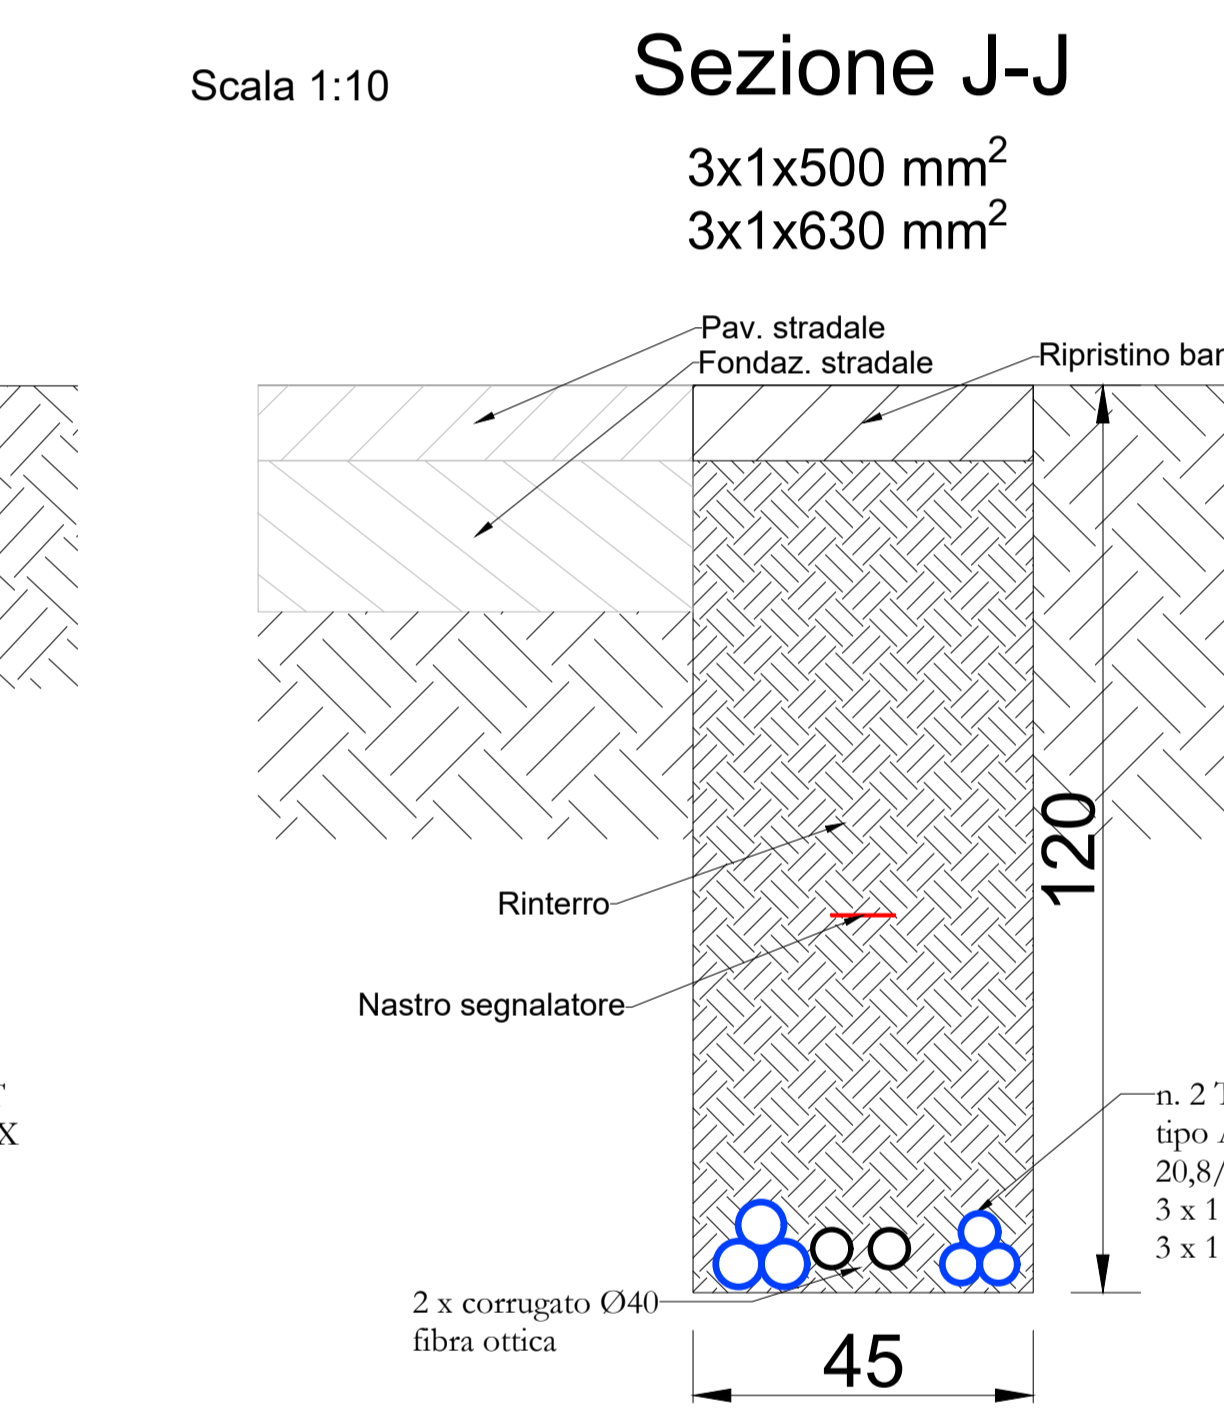 Scala 1:10
Sezione J-J
3x1x500 mm²
3x1x630 mm²
Pav. stradale
Fondaz. stradale
Ripristino
120
Rinterro
Nastro segnalatore
X
n. 2
tipo
20,8/
3 x 1
3 x 1
2 x corrugato Ø40
fibra ottica
45